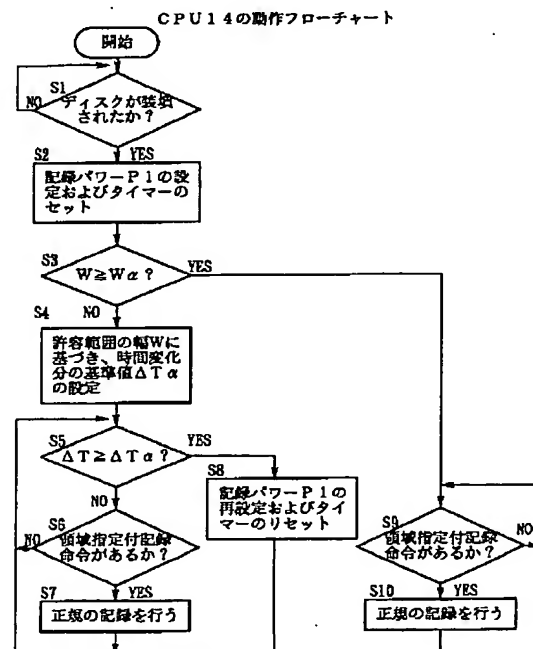 CPU14の動作フローチャート
開始
S1
ディスクが装填
されたか？
NO
YES
S2
記録パワーP1の設
定およびタイマーの
セット
S3
W≧Wα？
YES
NO
S4
許容範囲の幅Wに
基づき、時間変化
分の基準値ΔTα
の設定
S5
ΔT≧ΔTα？
YES
NO
S8
記録パワーP1の
再設定およびタイ
マーのリセット
S6
領域指定付記録
命令があるか？
NO
YES
S7
正規の記録を行う
S9
領域指定付記録
命令があるか？
NO
YES
S10
正規の記録を行う